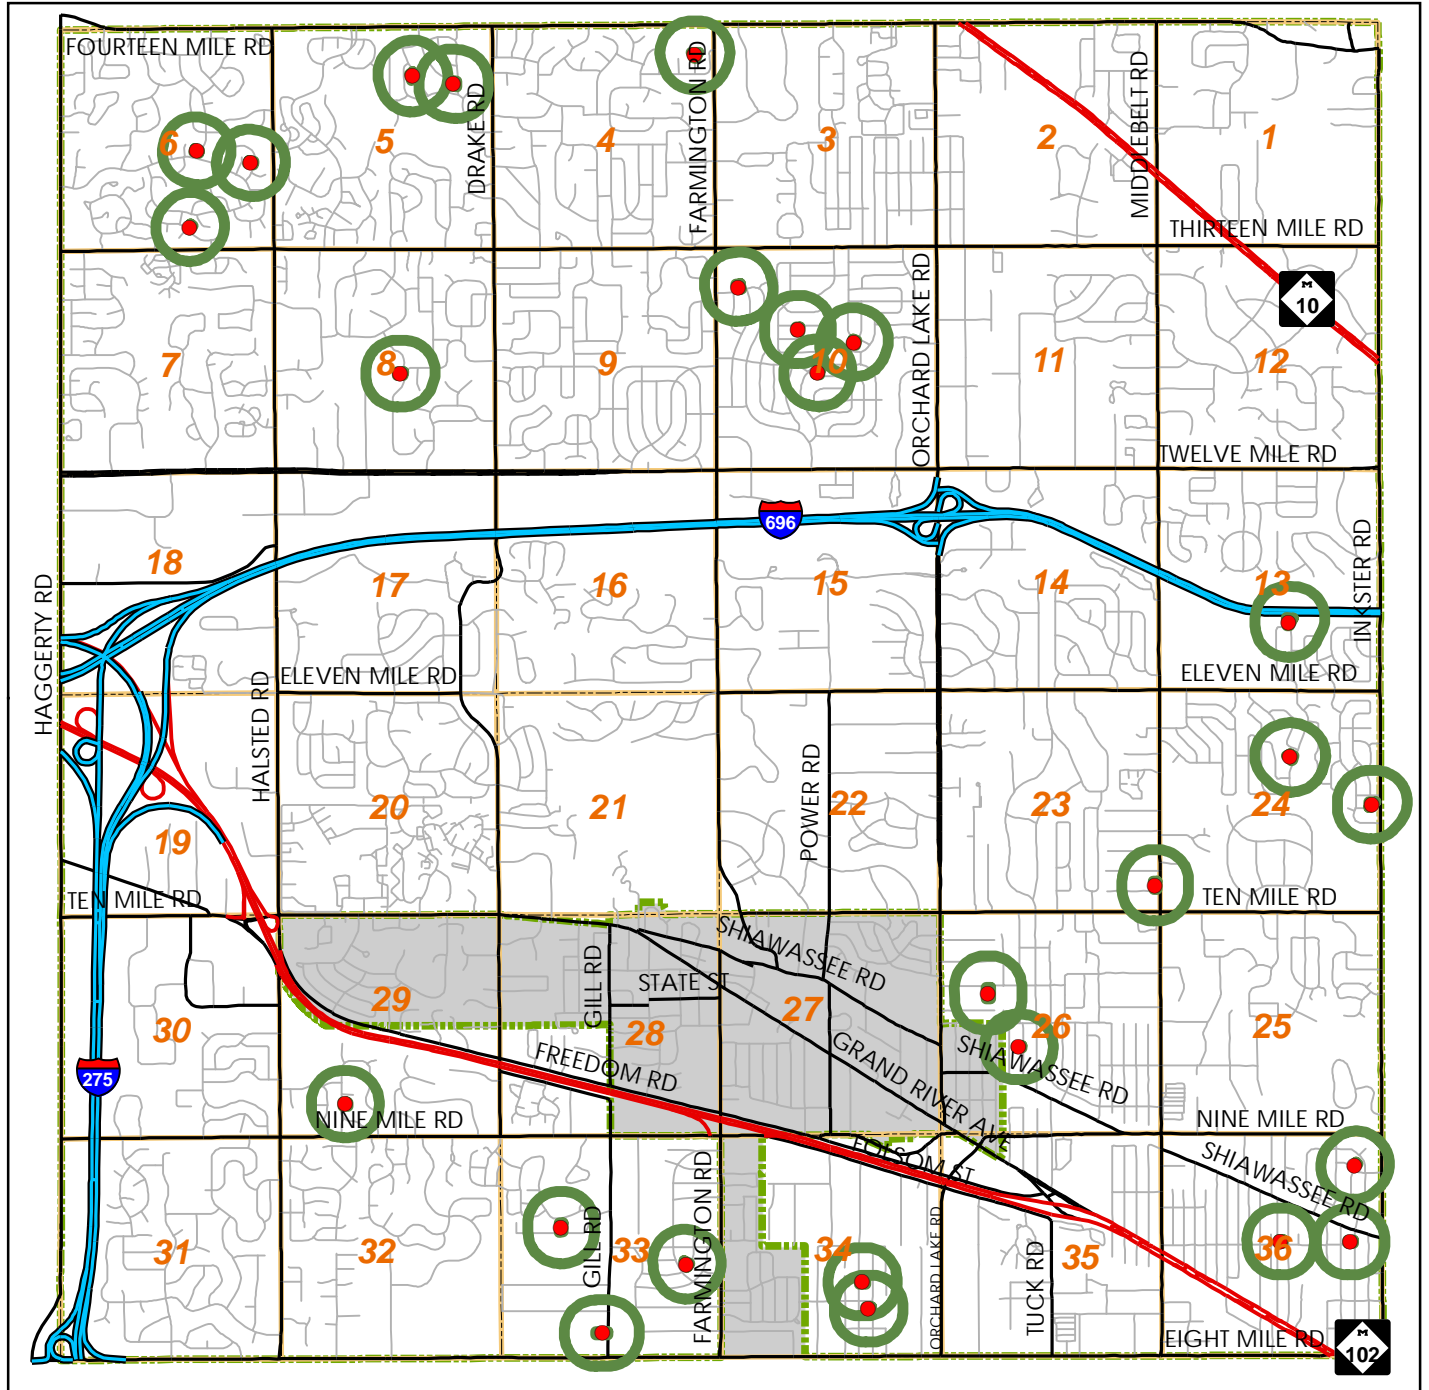 FOURTEEN MILE RD
DRAKE RD
FARMINGTON RD
MIDDLEBELT RD
6
5
4
3
2
1
THIRTEEN MILE RD
ORCHARD LAKE RD
M
10
7
8
9
10
11
12
TWELVE MILE RD
696
HAGGERTY RD
18
17
16
15
14
13
INKSTER RD
HALSTED RD
ELEVEN MILE RD
ELEVEN MILE RD
POWER RD
19
20
21
22
23
24
TEN MILE RD
TEN MILE RD
SHIAWASSEE RD
GILL RD
STATE ST
30
29
28
27
26
25
275
FREEDOM RD
GRAND RIVER AVE
SHIAWASSEE RD
NINE MILE RD
NINE MILE RD
FOLSOM ST
SHIAWASSEE RD
31
32
GILL RD
33
FARMINGTON RD
34
ORCHARD LAKE RD
TUCK RD
35
36
EIGHT MILE RD
M
102